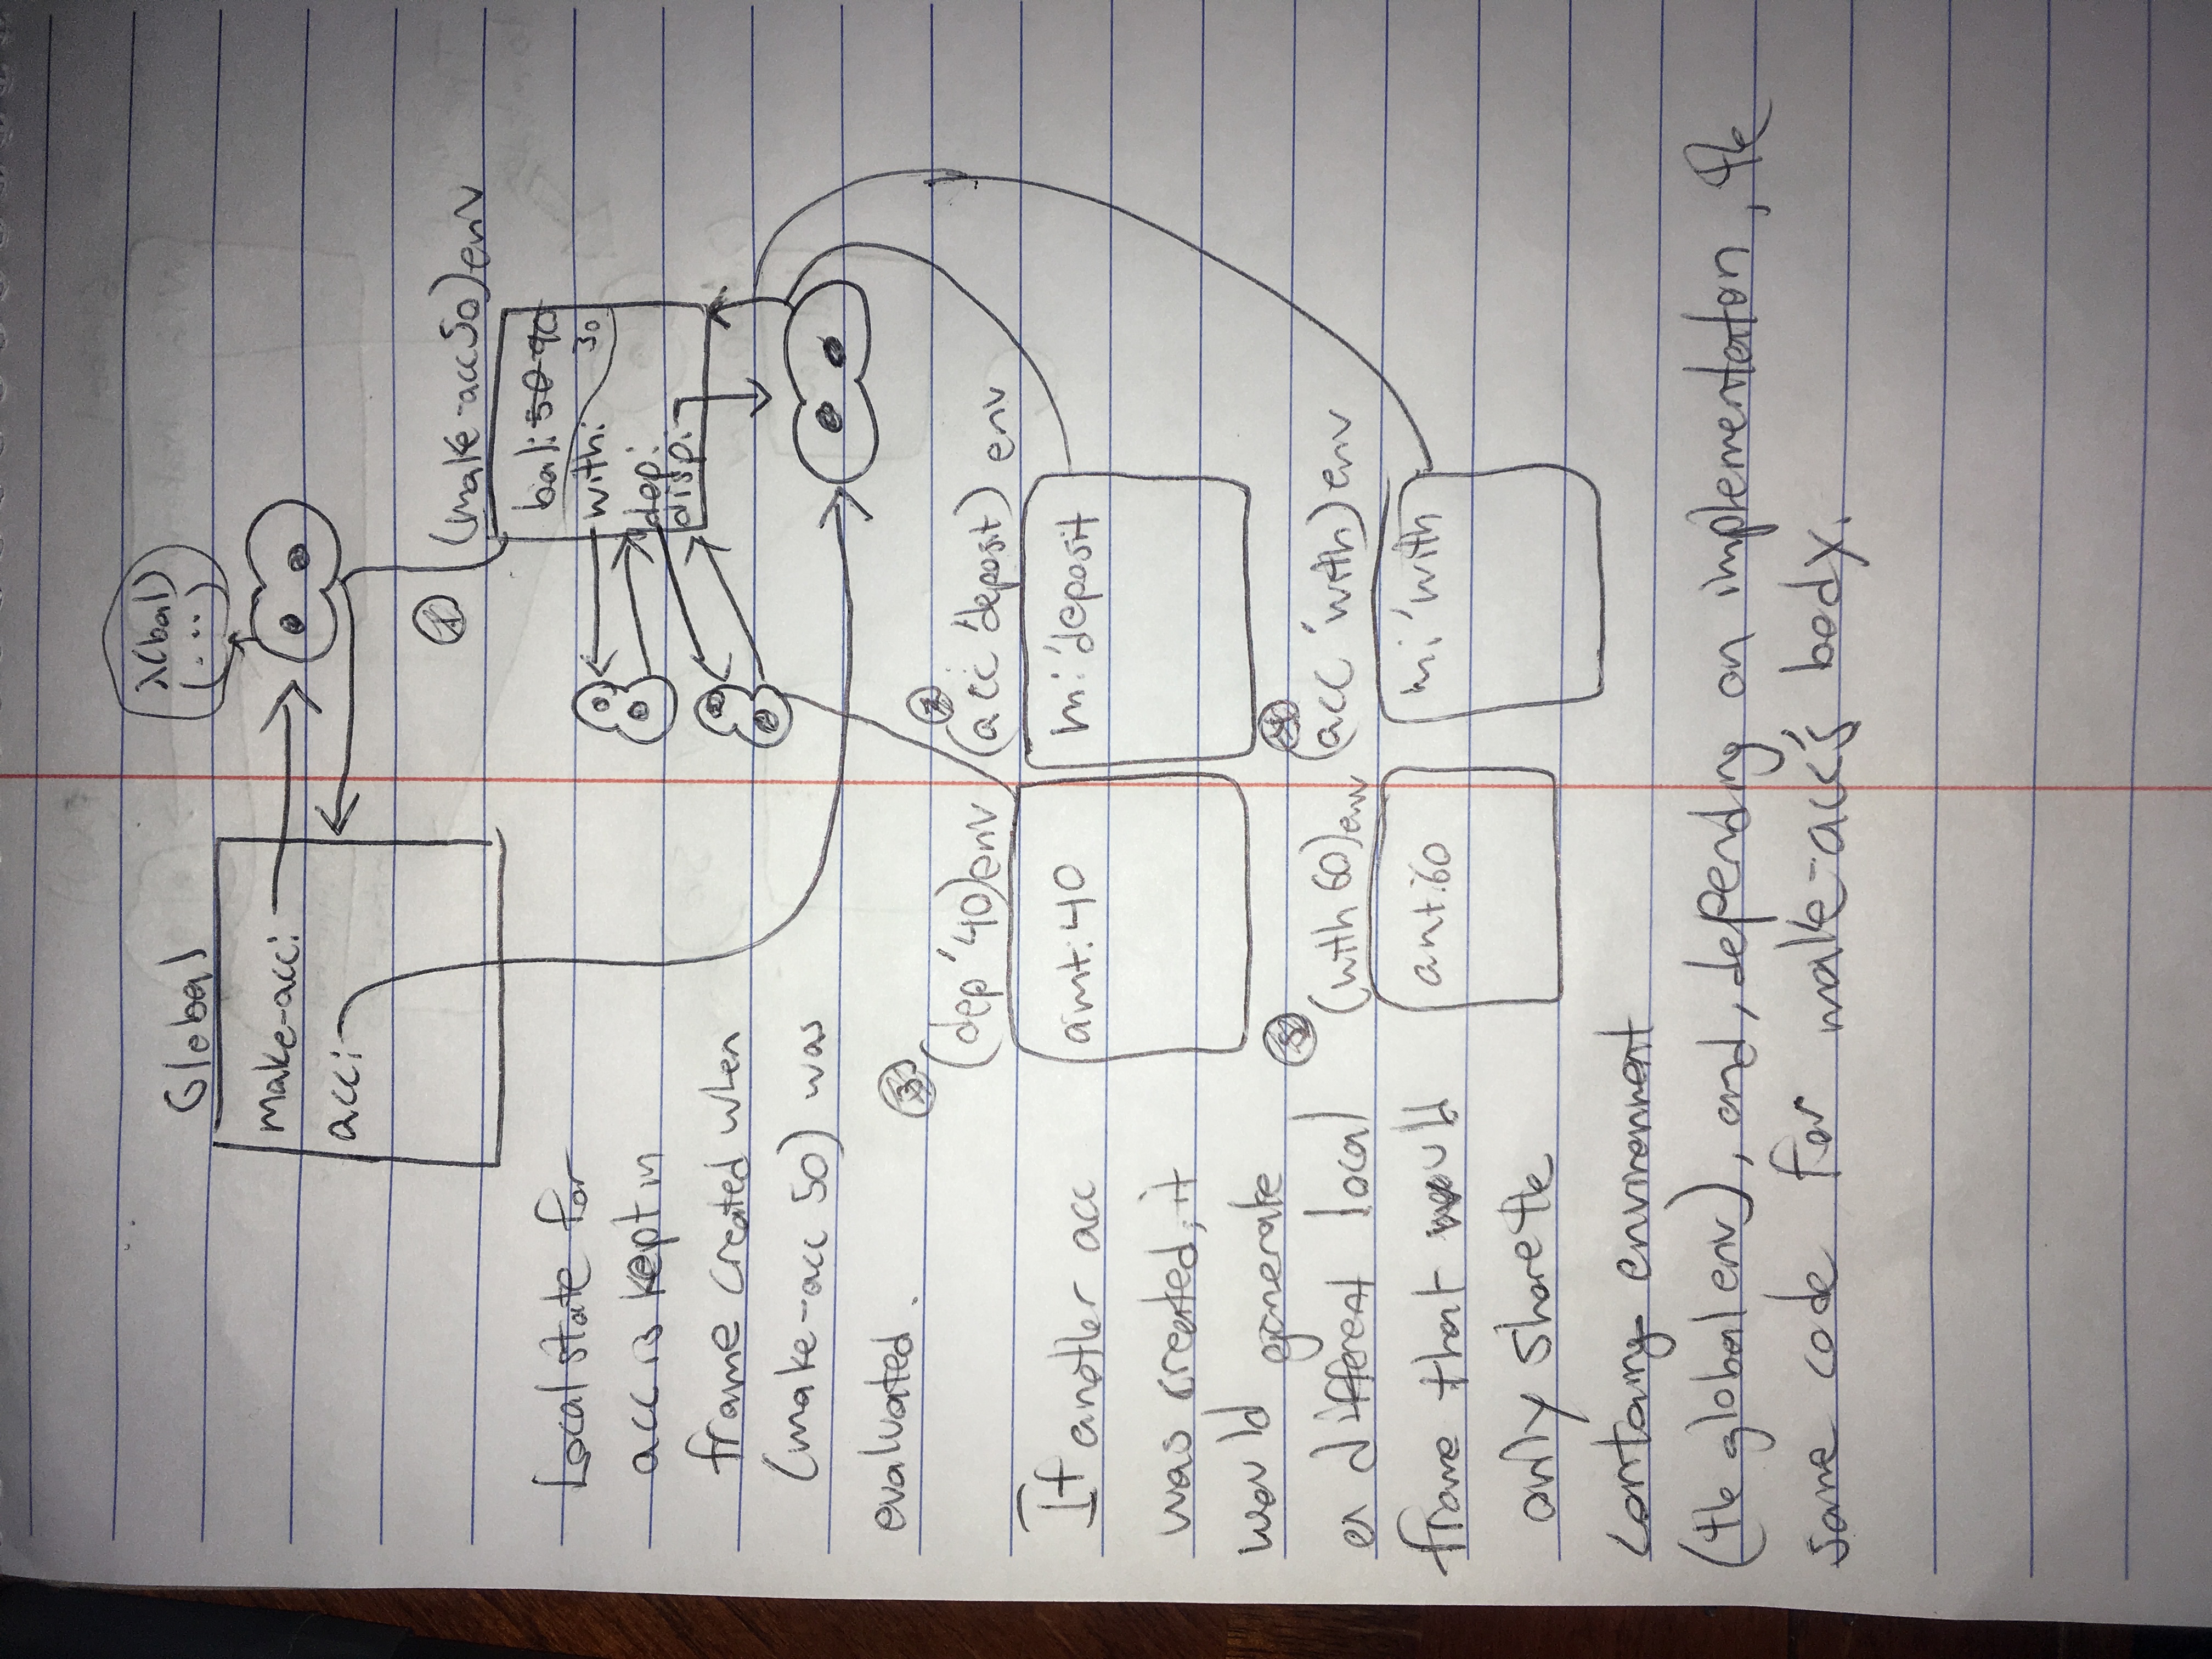 λ(bal)
(...)
Global
make-acc:
acc:
1
(make-acc 50) env
bal: 50 90
with: 30
dep:
disp:
Local state for
acc is kept in
frame created when
(make-acc 50) was
evaluated.
3
(dep '40) env
2
(acc 'deposit) env
amt: 40
m: 'deposit
If another acc
was created, it
would generate
a different local
frame that would
only share the
containg environment
(the global env), and, depending on implementation, the
same code for make-acc's body.
5
(with 60) env
4
(acc 'with) env
amt: 60
m: 'with